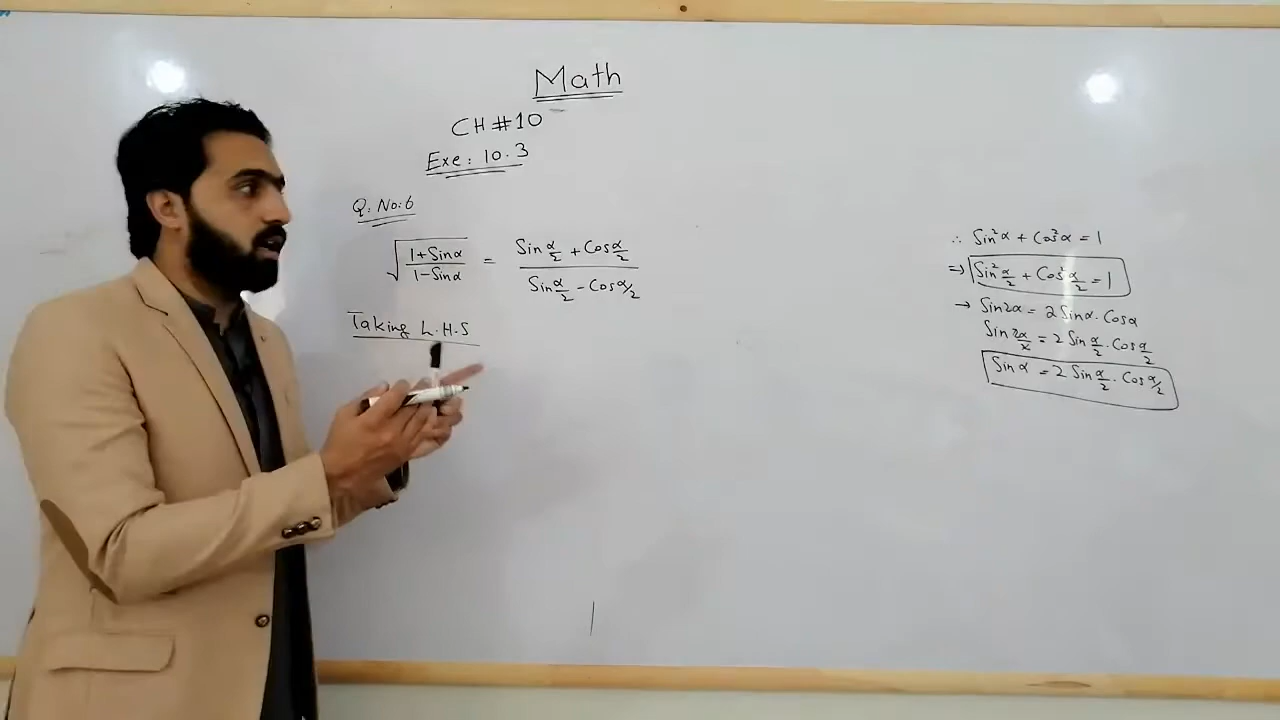 Math
CH#10
Exe: 10.3
Q. No: 6
√((1+Sinα)/(1-Sinα)) = (Sin α/2 + Cos α/2)/(Sin α/2 - Cos α/2)
Taking L.H.S
∴ Sin²α + Cos²α = 1
⇒ Sin² α/2 + Cos² α/2 = 1
→ Sin2α = 2 Sinα. Cosα
Sin 2α/2 = 2 Sin α/2 . Cos α/2
Sin α = 2 Sin α/2 . Cos α/2